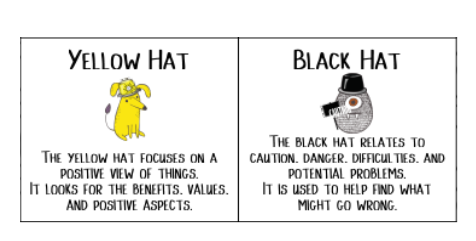 Yellow Hat
The yellow hat focuses on a
positive view of things.
It looks for the benefits, values,
and positive aspects.
Black Hat
The black hat relates to
caution, danger, difficulties, and
potential problems.
It is used to help find what
might go wrong.